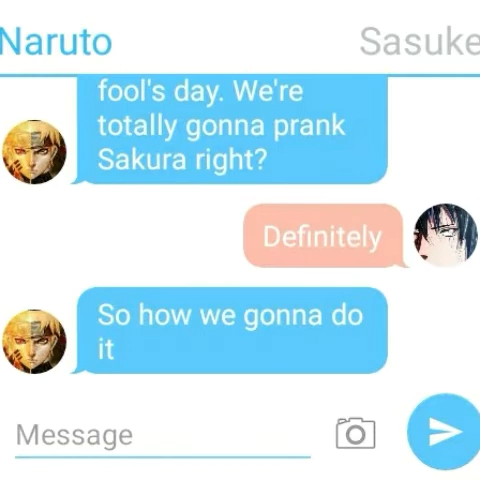 Naruto Sasuke
fool's day. We're
totally gonna prank
Sakura right?
Definitely
So how we gonna do
it
Message